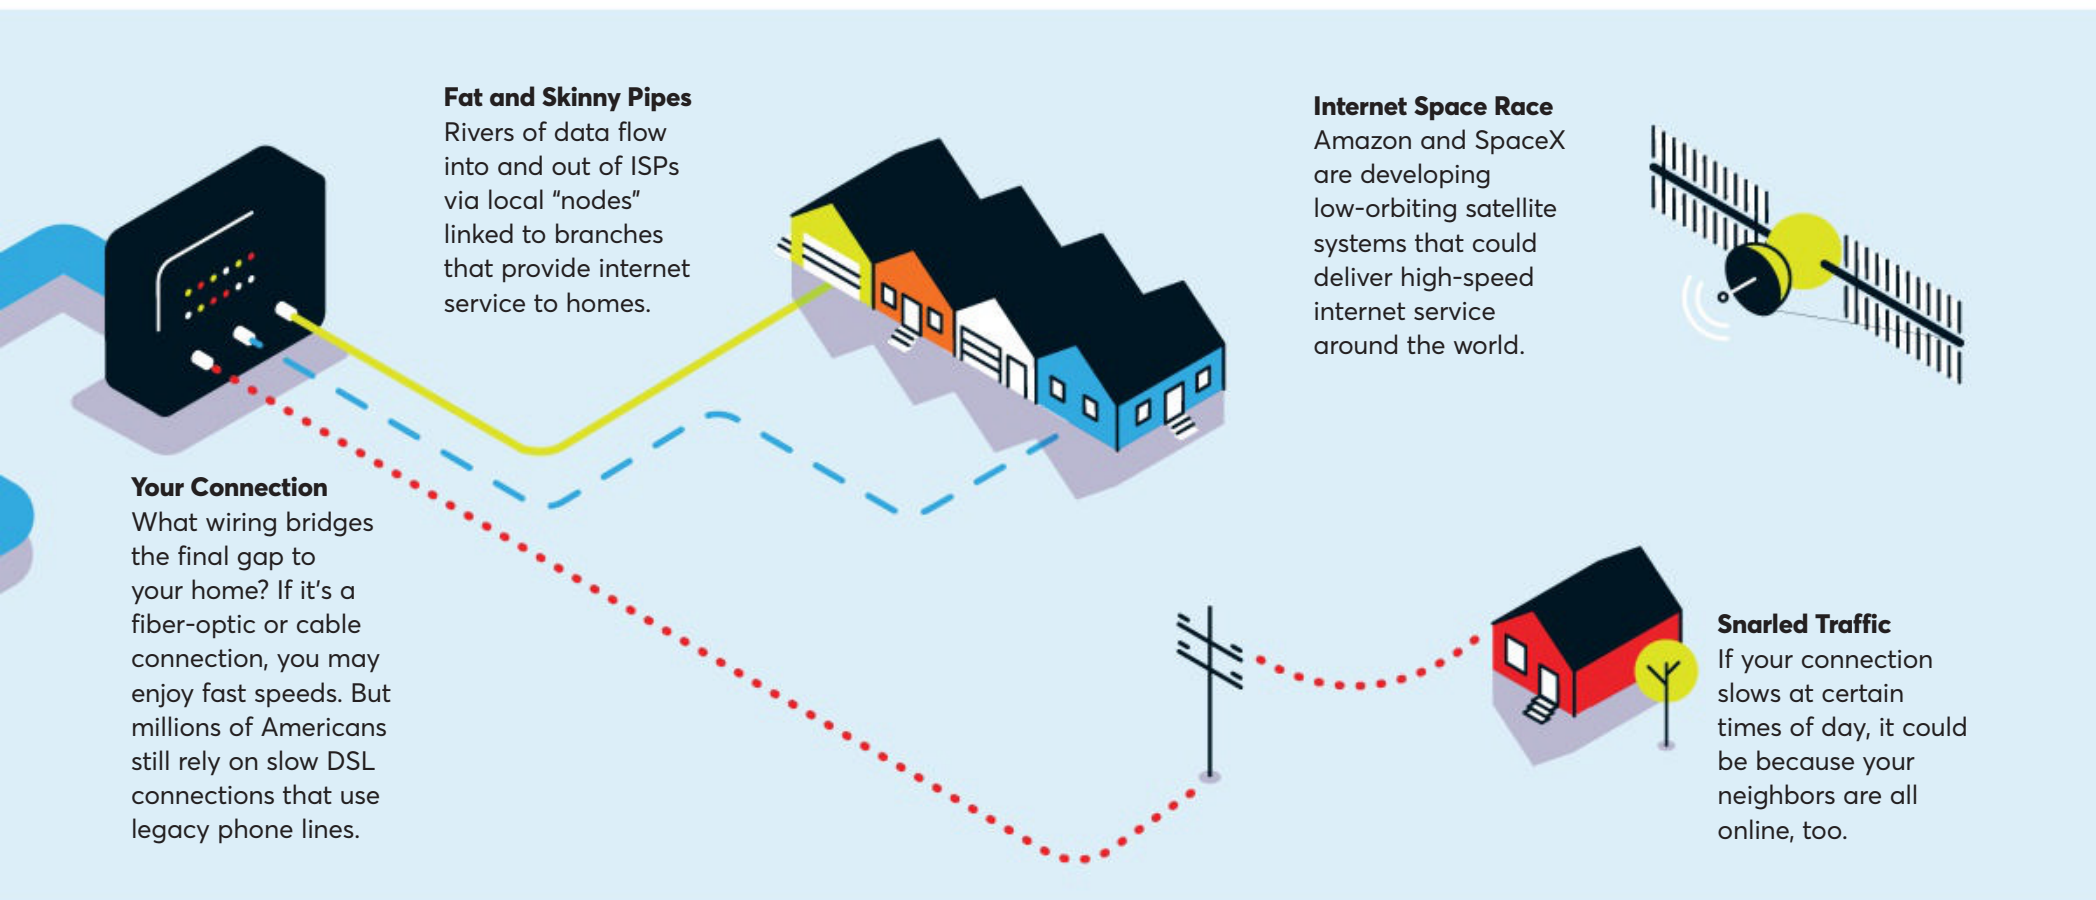 Fat and Skinny Pipes
Rivers of data flow
into and out of ISPs
via local “nodes”
linked to branches
that provide internet
service to homes.
Internet Space Race
Amazon and SpaceX
are developing
low-orbiting satellite
systems that could
deliver high-speed
internet service
around the world.
Your Connection
What wiring bridges
the final gap to
your home? If it’s a
fiber-optic or cable
connection, you may
enjoy fast speeds. But
millions of Americans
still rely on slow DSL
connections that use
legacy phone lines.
Snarled Traffic
If your connection
slows at certain
times of day, it could
be because your
neighbors are all
online, too.